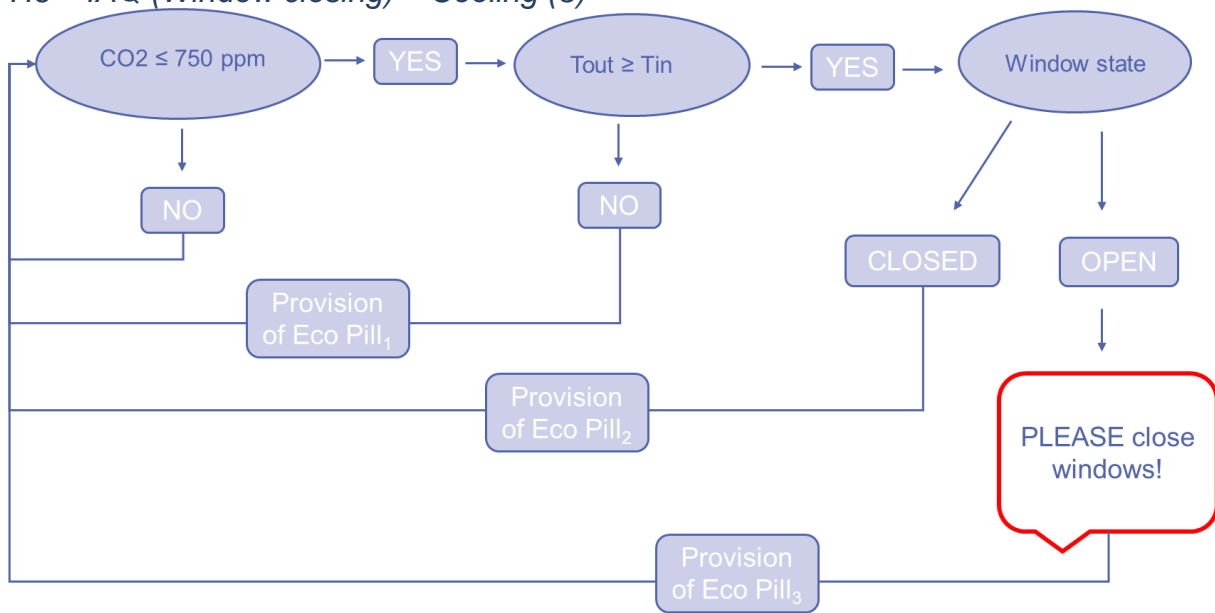 CO2 ≤ 750 ppm
YES
Tout ≥ Tin
YES
Window state
NO
NO
CLOSED
OPEN
Provision
of Eco Pill₁
Provision
of Eco Pill₂
PLEASE close
windows!
Provision
of Eco Pill₃